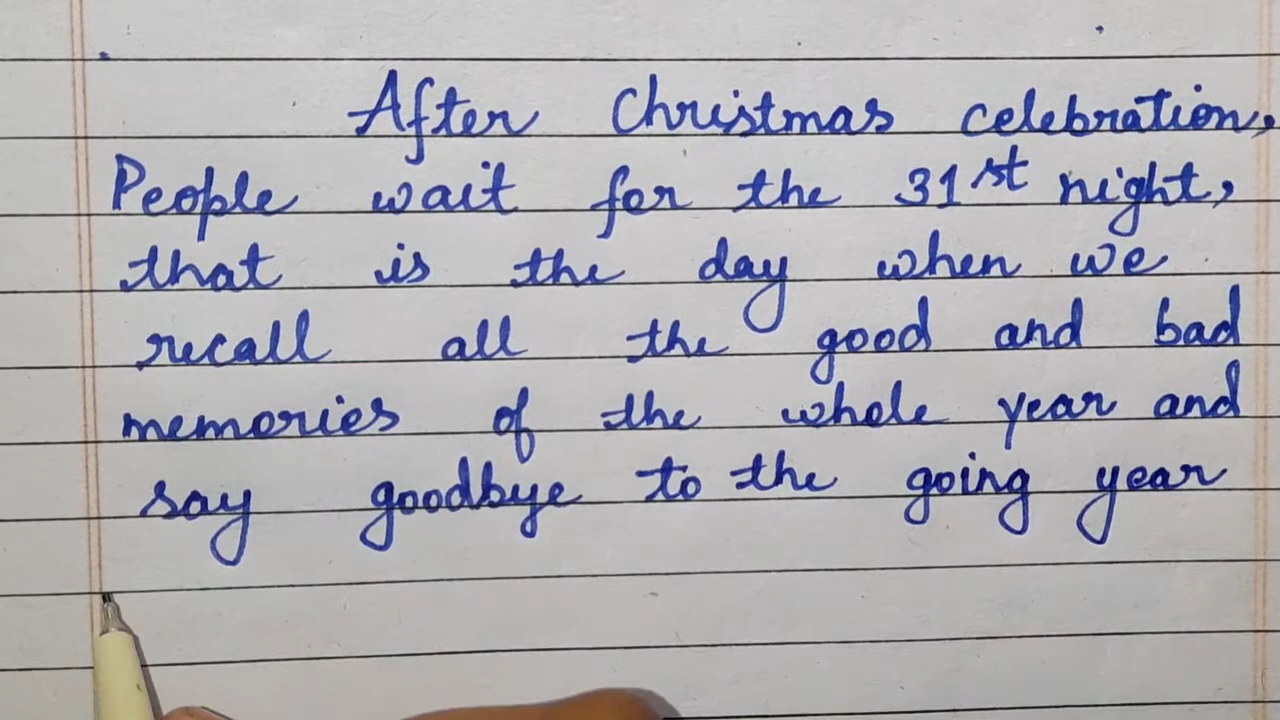 After Christmas celebration,
People wait for the 31st night,
that is the day when we
recall all the good and bad
memories of the whole year and
say goodbye to the going year